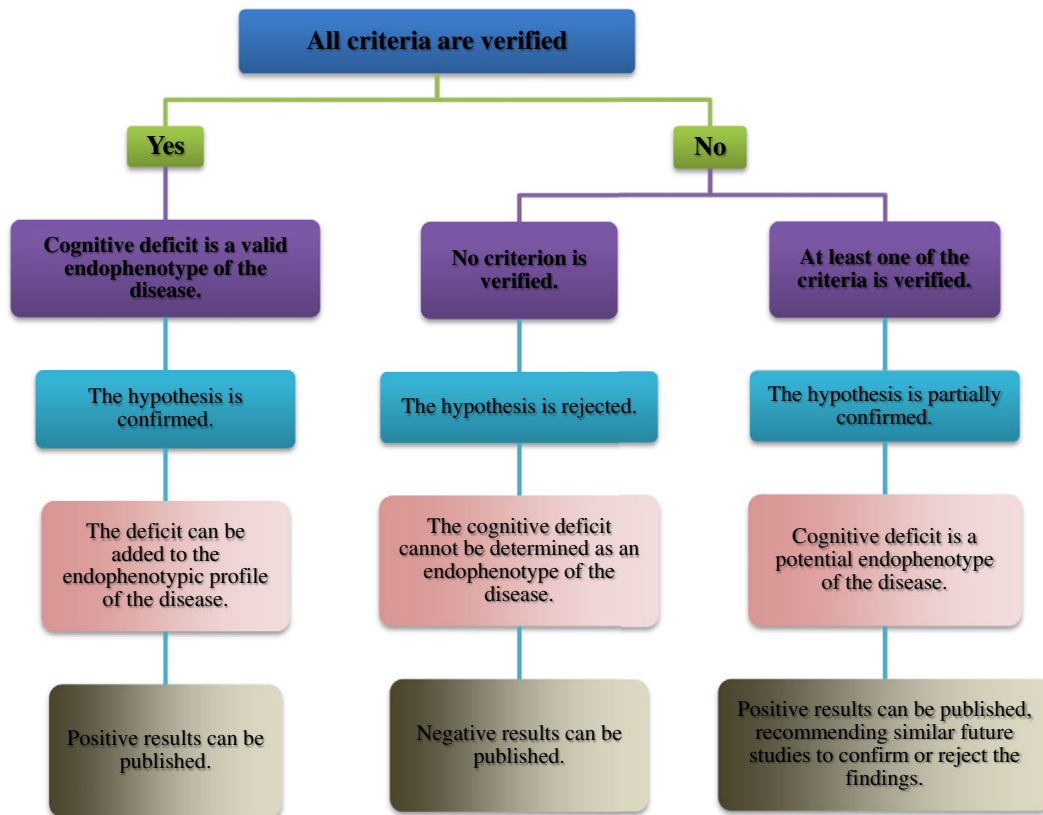 All criteria are verified
Yes
No
Cognitive deficit is a valid
endophenotype of the
disease.
No criterion is
verified.
At least one of the
criteria is verified.
The hypothesis is
confirmed.
The hypothesis is rejected.
The hypothesis is partially
confirmed.
The deficit can be
added to the
endophenotypic profile
of the disease.
The cognitive deficit
cannot be determined as an
endophenotype of the
disease.
Cognitive deficit is a
potential endophenotype
of the disease.
Positive results can be
published.
Negative results can be
published.
Positive results can be published,
recommending similar future
studies to confirm or reject the
findings.